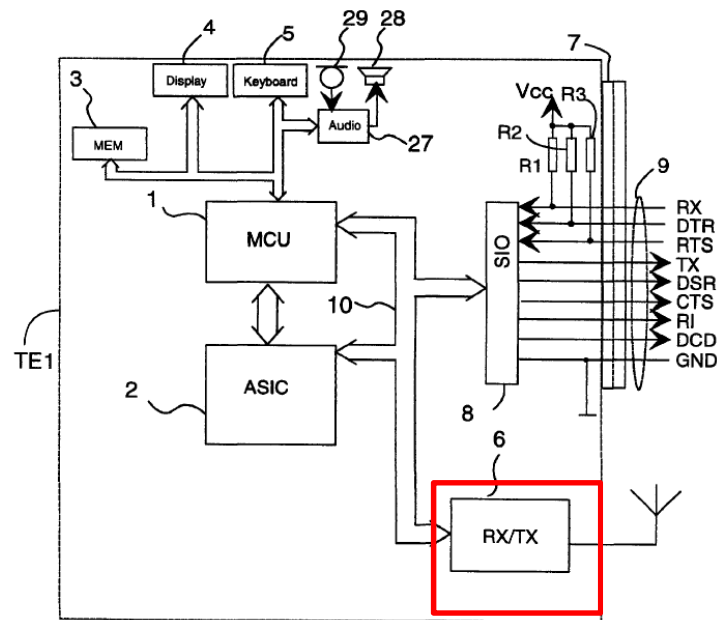 29 28
4 5 7
3
Display Keyboard
Vcc R3
Audio
27
R2
MEM
R1
9
1
RX
MCU
DTR
SIO
RTS
TX
DSR
10
CTS
RI
DCD
TE1
ASIC
GND
2
8
6
RX/TX